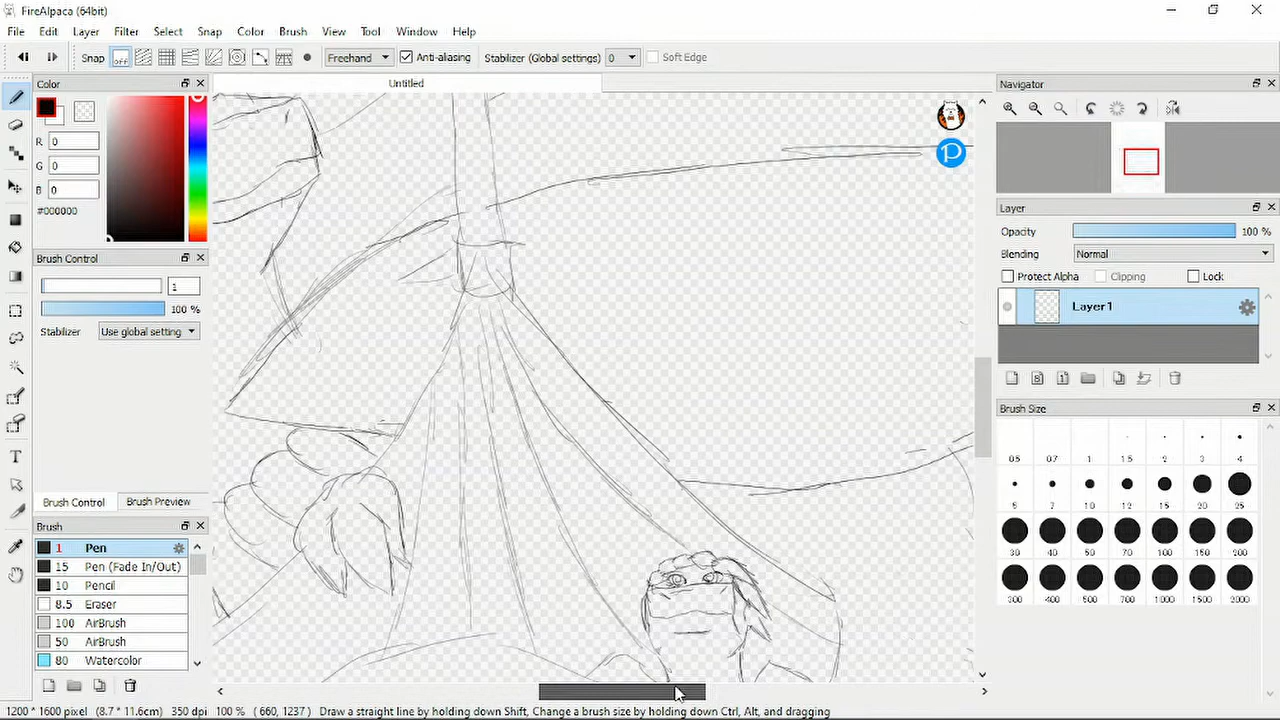 FireAlpaca (64bit)
File Edit Layer Filter Select Snap Color Brush View Tool Window Help
Snap off Freehand Anti-aliasing Stabilizer (Global settings) 0 Soft Edge
Color
Untitled
Navigator
R 0
G 0
B 0
#000000
P
Layer
Opacity 100 %
Blending Normal
Protect Alpha Clipping Lock
Layer1
Brush Control
1
100 %
Stabilizer Use global setting
Brush Size
0.5 0.7 1 1.5 2 3 4
5 7 10 12 15 20 25
30 40 50 70 100 150 200
300 400 500 700 1000 1500 2000
Brush Control Brush Preview
Brush
1 Pen
15 Pen (Fade In/Out)
10 Pencil
8.5 Eraser
100 AirBrush
50 AirBrush
80 Watercolor
1200 * 1600 pixel (8.7 * 11.6cm) 350 dpi 100 % ( 660, 1237 ) Draw a straight line by holding down Shift, Change a brush size by holding down Ctrl, Alt, and dragging